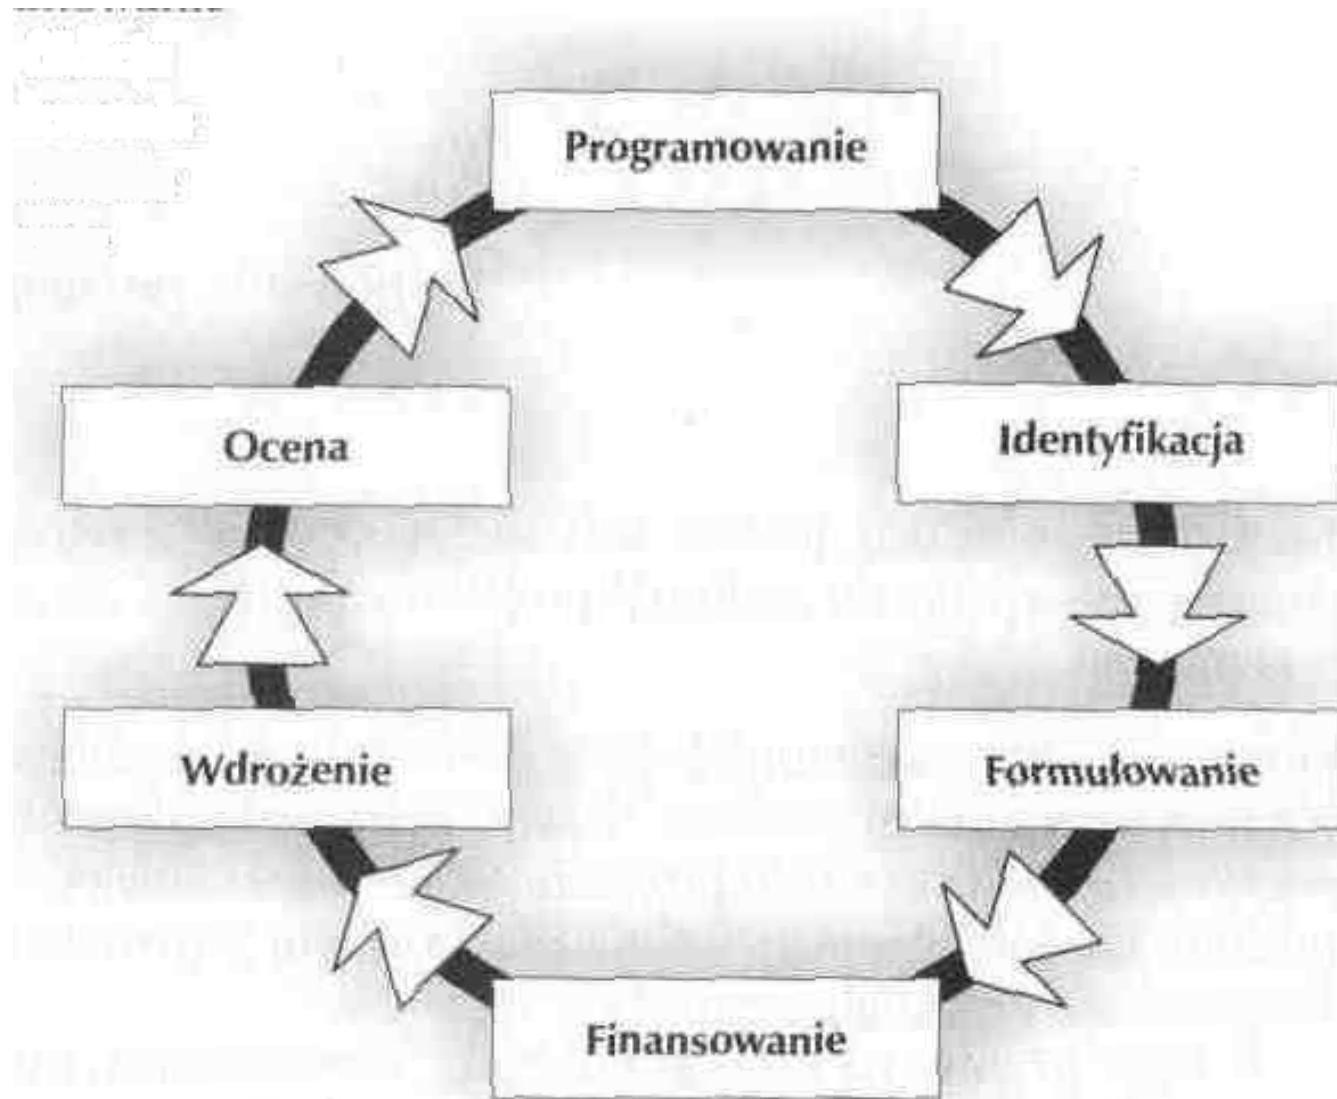 Programowanie
Identyfikacja
Formułowanie
Finansowanie
Wdrożenie
Ocena